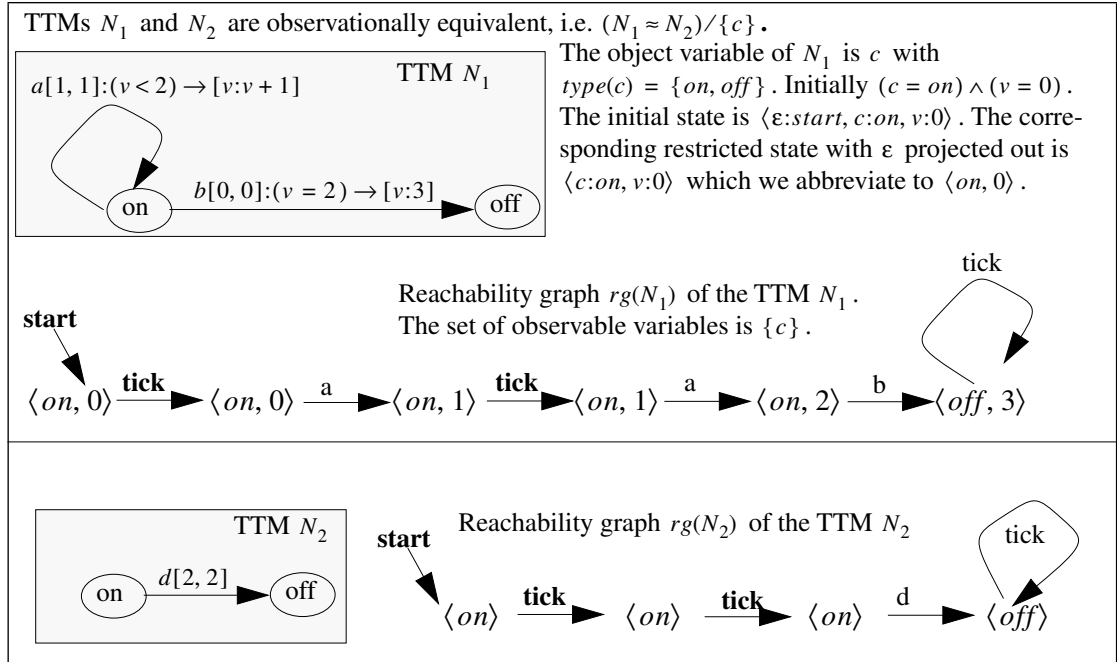 TTMs N₁ and N₂ are observationally equivalent, i.e. (N₁ ≈ N₂)/{c}.
TTM N₁
a[1, 1]:(v < 2) → [v:v + 1]
on
b[0, 0]:(v = 2) → [v:3]
off
The object variable of N₁ is c with
type(c) = {on, off}. Initially (c = on) ∧ (v = 0).
The initial state is ⟨ε:start, c:on, v:0⟩. The corre-
sponding restricted state with ε projected out is
⟨c:on, v:0⟩ which we abbreviate to ⟨on, 0⟩.
Reachability graph rg(N₁) of the TTM N₁.
The set of observable variables is {c}.
tick
start
⟨on, 0⟩ tick ⟨on, 0⟩ a ⟨on, 1⟩ tick ⟨on, 1⟩ a ⟨on, 2⟩ b ⟨off, 3⟩
TTM N₂
on d[2, 2] off
Reachability graph rg(N₂) of the TTM N₂
start
tick
⟨on⟩ tick ⟨on⟩ tick ⟨on⟩ d ⟨off⟩